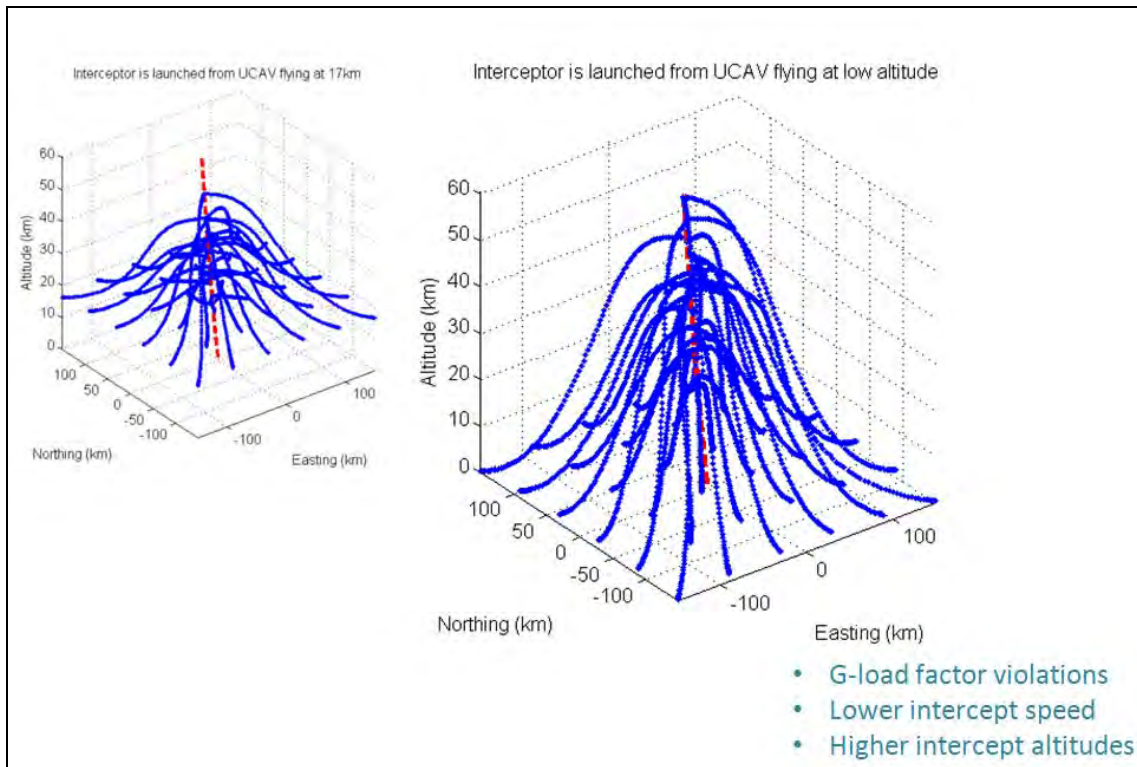 Interceptor is launched from UCAV flying at 17km
60
50
40
30
20
10
0
Altitude (km)
100
50
0
-50
-100
Northing (km)
-100
0
100
Easting (km)
Interceptor is launched from UCAV flying at low altitude
60
50
40
30
20
10
0
Altitude (km)
100
50
0
-50
-100
Northing (km)
-100
0
100
Easting (km)
• G-load factor violations
• Lower intercept speed
• Higher intercept altitudes